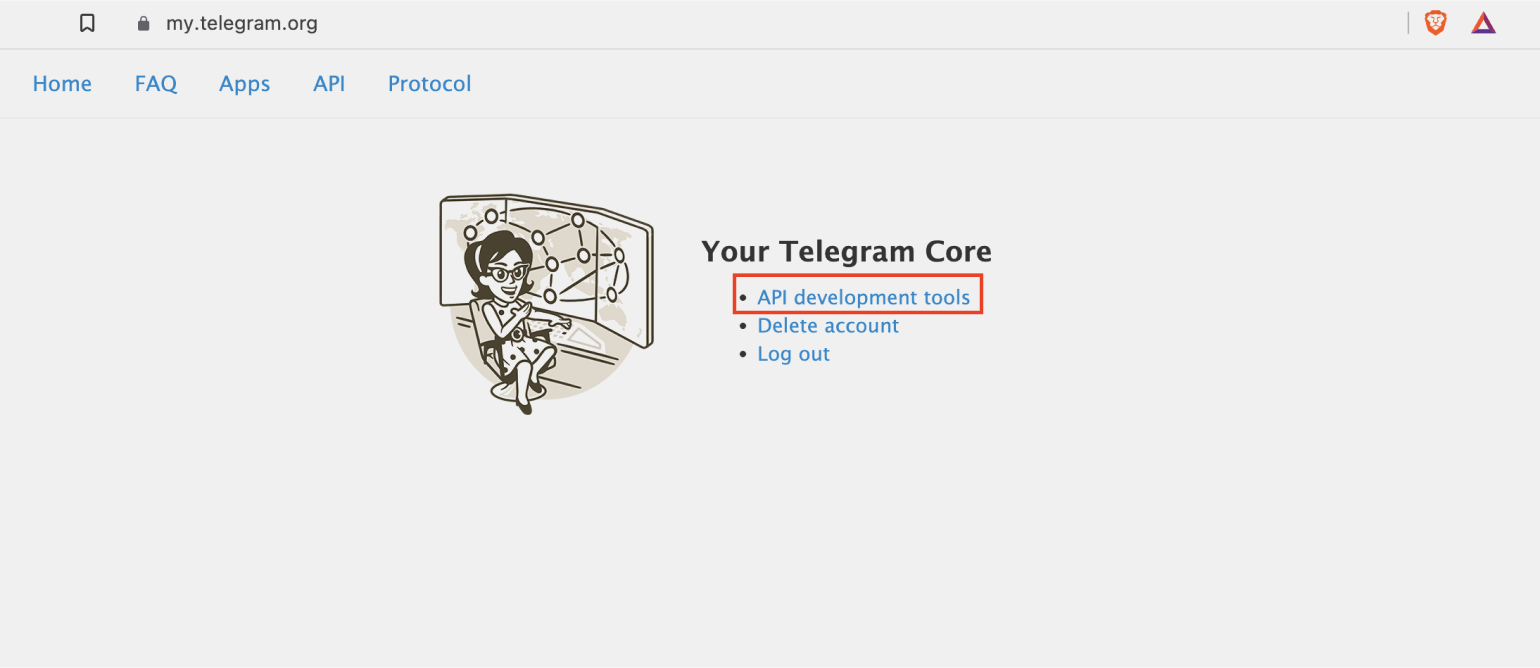 my.telegram.org
Home FAQ Apps API Protocol
Your Telegram Core
API development tools
Delete account
Log out